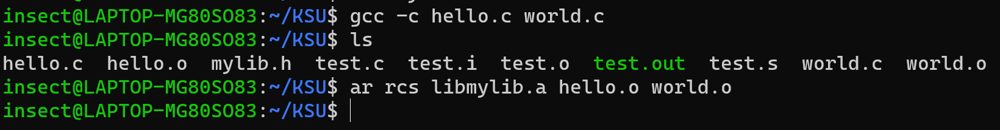 insect@LAPTOP-MG80SO83:~/KSU$ gcc -c hello.c world.c
insect@LAPTOP-MG80SO83:~/KSU$ ls
hello.c  hello.o  mylib.h  test.c  test.i  test.o  test.out  test.s  world.c  world.o
insect@LAPTOP-MG80SO83:~/KSU$ ar rcs libmylib.a hello.o world.o
insect@LAPTOP-MG80SO83:~/KSU$